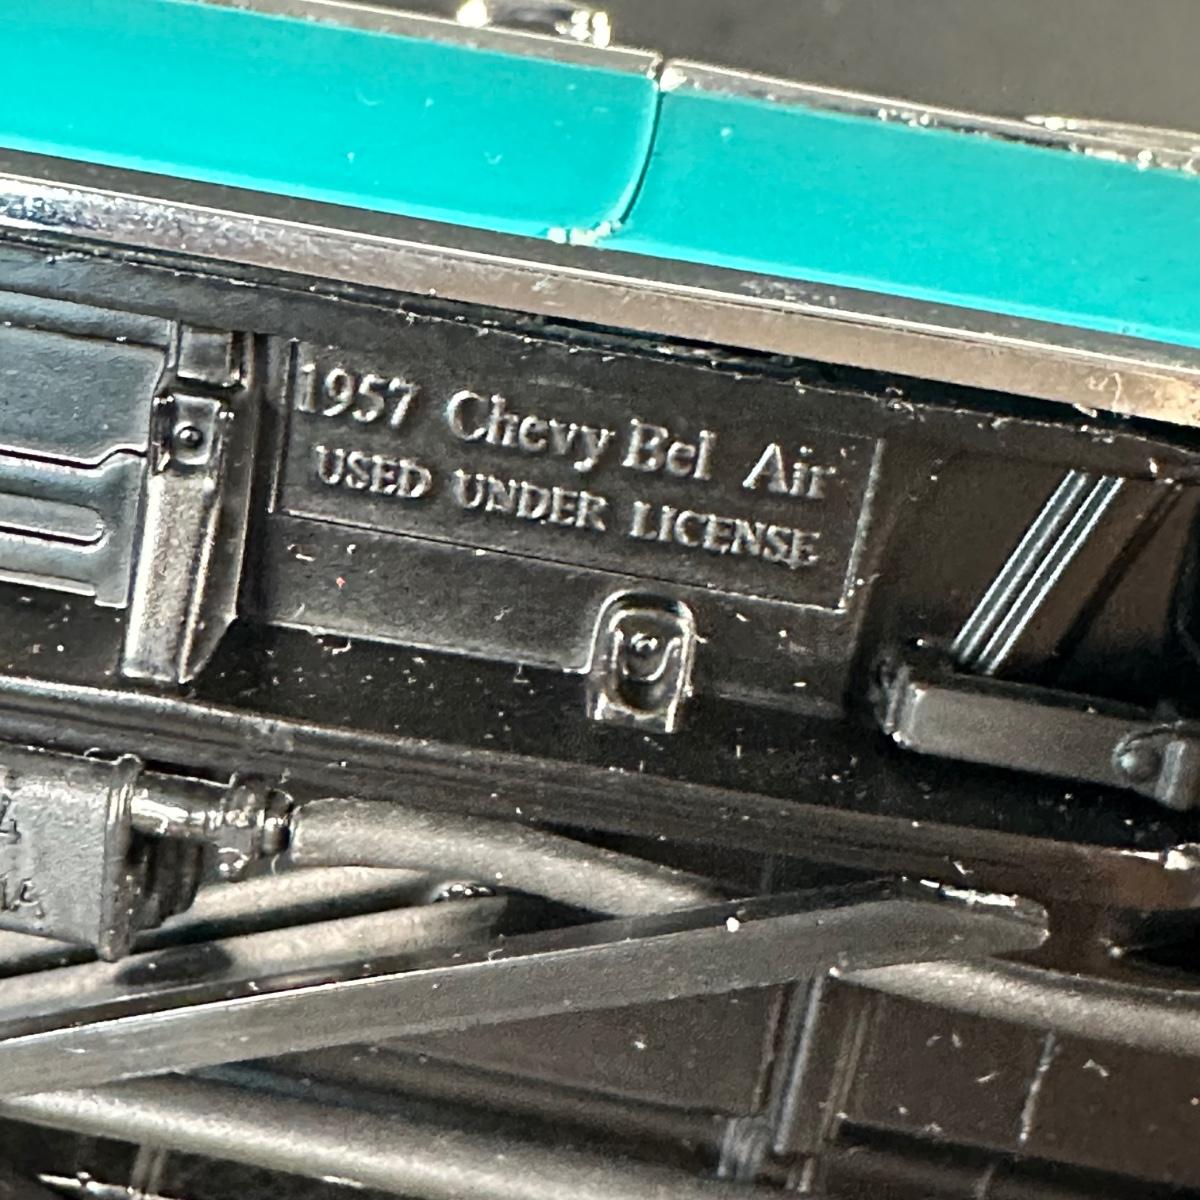 1957 Chevy Bel Air
USED UNDER LICENSE